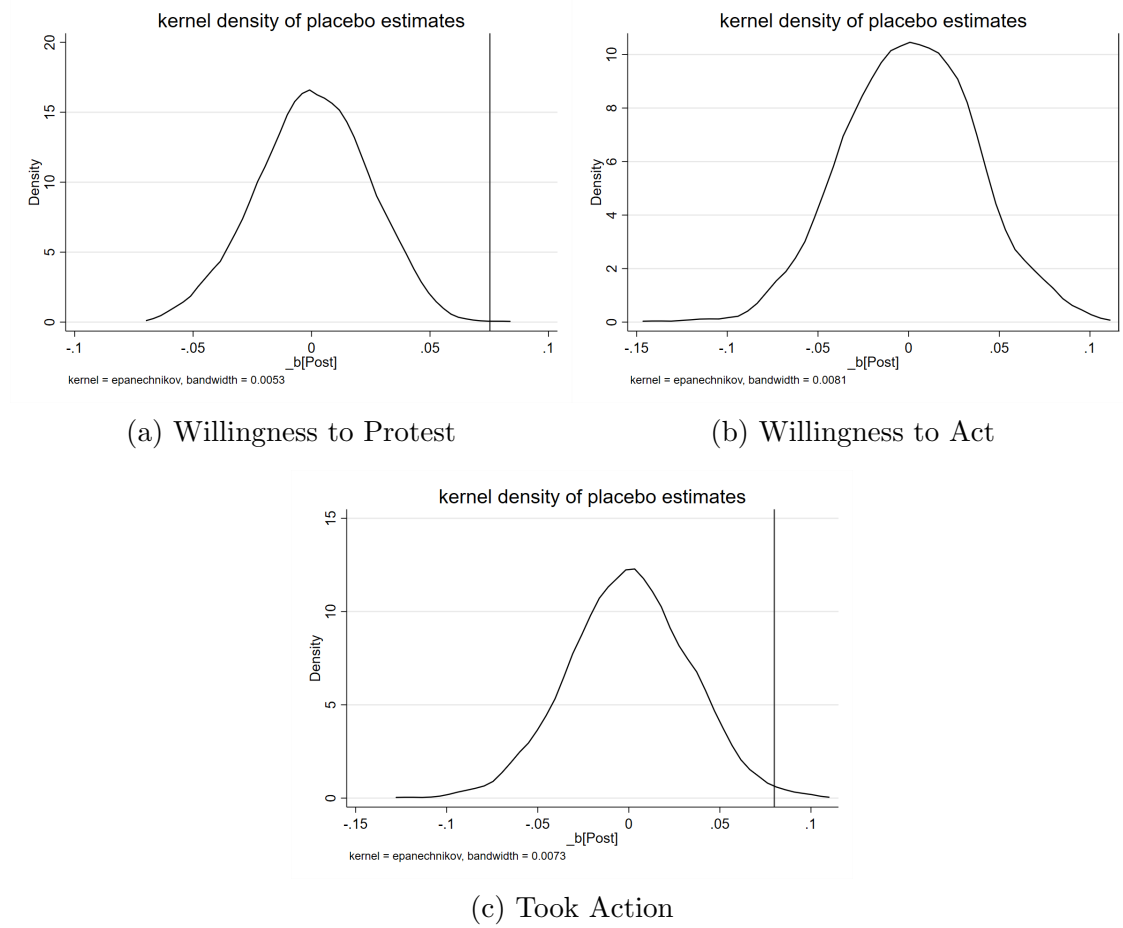 kernel density of placebo estimates
20
15
10
5
0
Density
-.1
-.05
0
.05
.1
_b[Post]
kernel = epanechnikov, bandwidth = 0.0053
(a) Willingness to Protest
kernel density of placebo estimates
10
8
6
4
2
0
Density
-.15
-.1
-.05
0
.05
.1
_b[Post]
kernel = epanechnikov, bandwidth = 0.0081
(b) Willingness to Act
kernel density of placebo estimates
15
10
5
0
Density
-.15
-.1
-.05
0
.05
.1
_b[Post]
kernel = epanechnikov, bandwidth = 0.0073
(c) Took Action